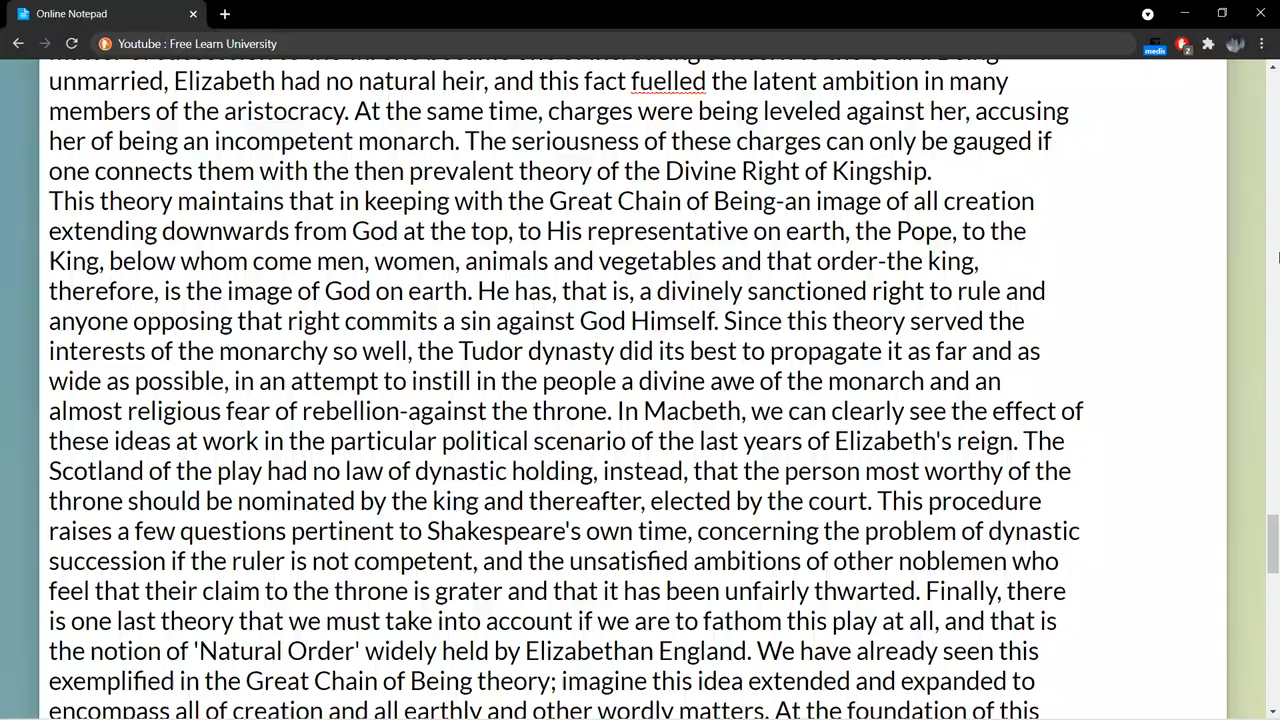 Online Notepad
Youtube : Free Learn University
medis
2
unmarried, Elizabeth had no natural heir, and this fact fuelled the latent ambition in many
members of the aristocracy. At the same time, charges were being leveled against her, accusing
her of being an incompetent monarch. The seriousness of these charges can only be gauged if
one connects them with the then prevalent theory of the Divine Right of Kingship.
This theory maintains that in keeping with the Great Chain of Being-an image of all creation
extending downwards from God at the top, to His representative on earth, the Pope, to the
King, below whom come men, women, animals and vegetables and that order-the king,
therefore, is the image of God on earth. He has, that is, a divinely sanctioned right to rule and
anyone opposing that right commits a sin against God Himself. Since this theory served the
interests of the monarchy so well, the Tudor dynasty did its best to propagate it as far and as
wide as possible, in an attempt to instill in the people a divine awe of the monarch and an
almost religious fear of rebellion-against the throne. In Macbeth, we can clearly see the effect of
these ideas at work in the particular political scenario of the last years of Elizabeth's reign. The
Scotland of the play had no law of dynastic holding, instead, that the person most worthy of the
throne should be nominated by the king and thereafter, elected by the court. This procedure
raises a few questions pertinent to Shakespeare's own time, concerning the problem of dynastic
succession if the ruler is not competent, and the unsatisfied ambitions of other noblemen who
feel that their claim to the throne is grater and that it has been unfairly thwarted. Finally, there
is one last theory that we must take into account if we are to fathom this play at all, and that is
the notion of 'Natural Order' widely held by Elizabethan England. We have already seen this
exemplified in the Great Chain of Being theory; imagine this idea extended and expanded to
encompass all of creation and all earthly and other wordly matters. At the foundation of this